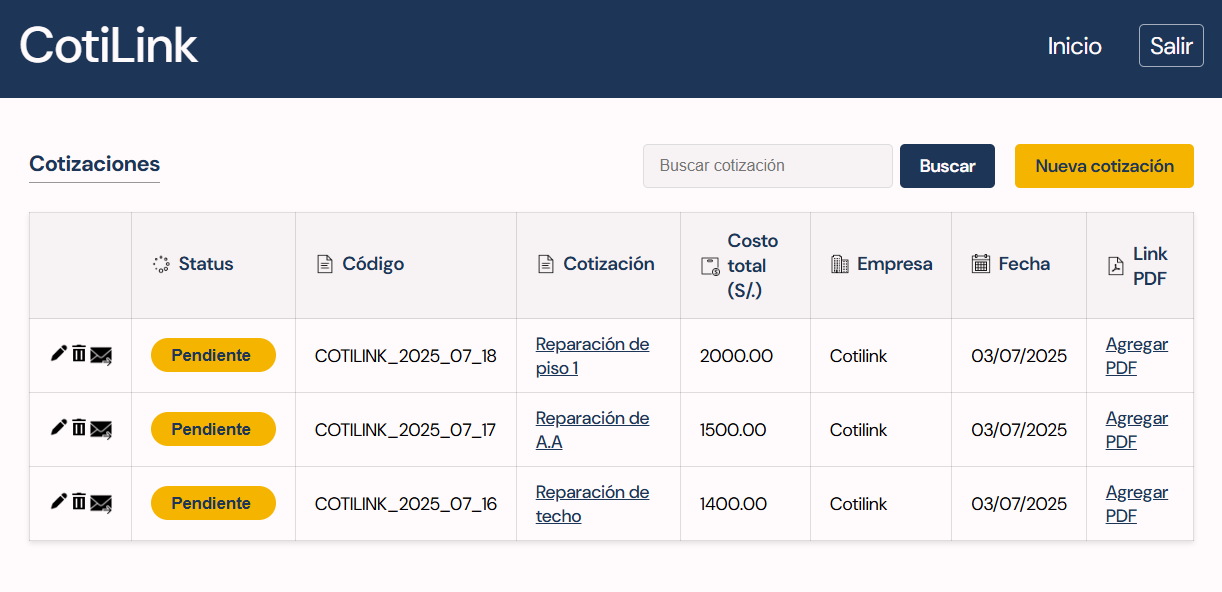 CotiLink
Inicio
Salir
Cotizaciones
Buscar cotización
Buscar
Nueva cotización
Status
Código
Cotización
Costo
total
(S/.)
Empresa
Fecha
Link
PDF
Pendiente
COTILINK_2025_07_18
Reparación de
piso 1
2000.00
Cotilink
03/07/2025
Agregar
PDF
Pendiente
COTILINK_2025_07_17
Reparación de
A.A
1500.00
Cotilink
03/07/2025
Agregar
PDF
Pendiente
COTILINK_2025_07_16
Reparación de
techo
1400.00
Cotilink
03/07/2025
Agregar
PDF